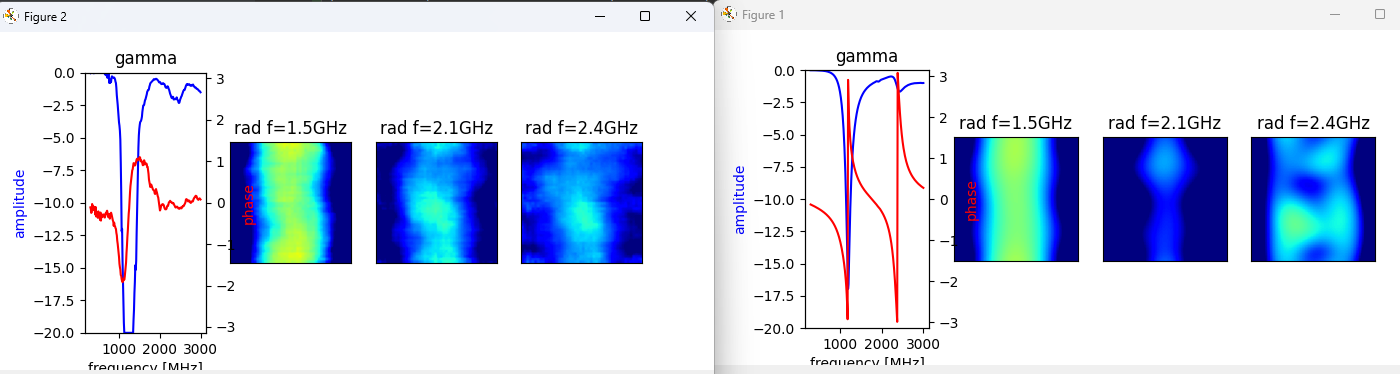 Figure 2
gamma
0.0
−2.5
−5.0
−7.5
−10.0
−12.5
−15.0
−17.5
−20.0
amplitude
3
2
1
0
−1
−2
−3
phase
1000 2000 3000
frequency [MHz]
rad f=1.5GHz
rad f=2.1GHz
rad f=2.4GHz
Figure 1
gamma
0.0
−2.5
−5.0
−7.5
−10.0
−12.5
−15.0
−17.5
−20.0
amplitude
3
2
1
0
−1
−2
−3
phase
1000 2000 3000
frequency [MHz]
rad f=1.5GHz
rad f=2.1GHz
rad f=2.4GHz